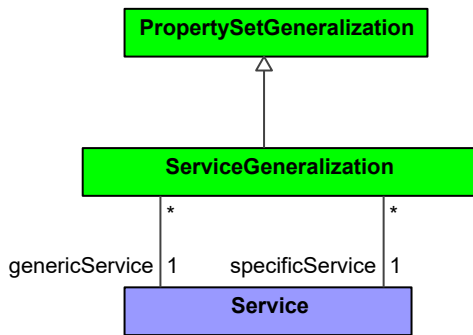 PropertySetGeneralization
ServiceGeneralization
* *
genericService 1 specificService 1
Service